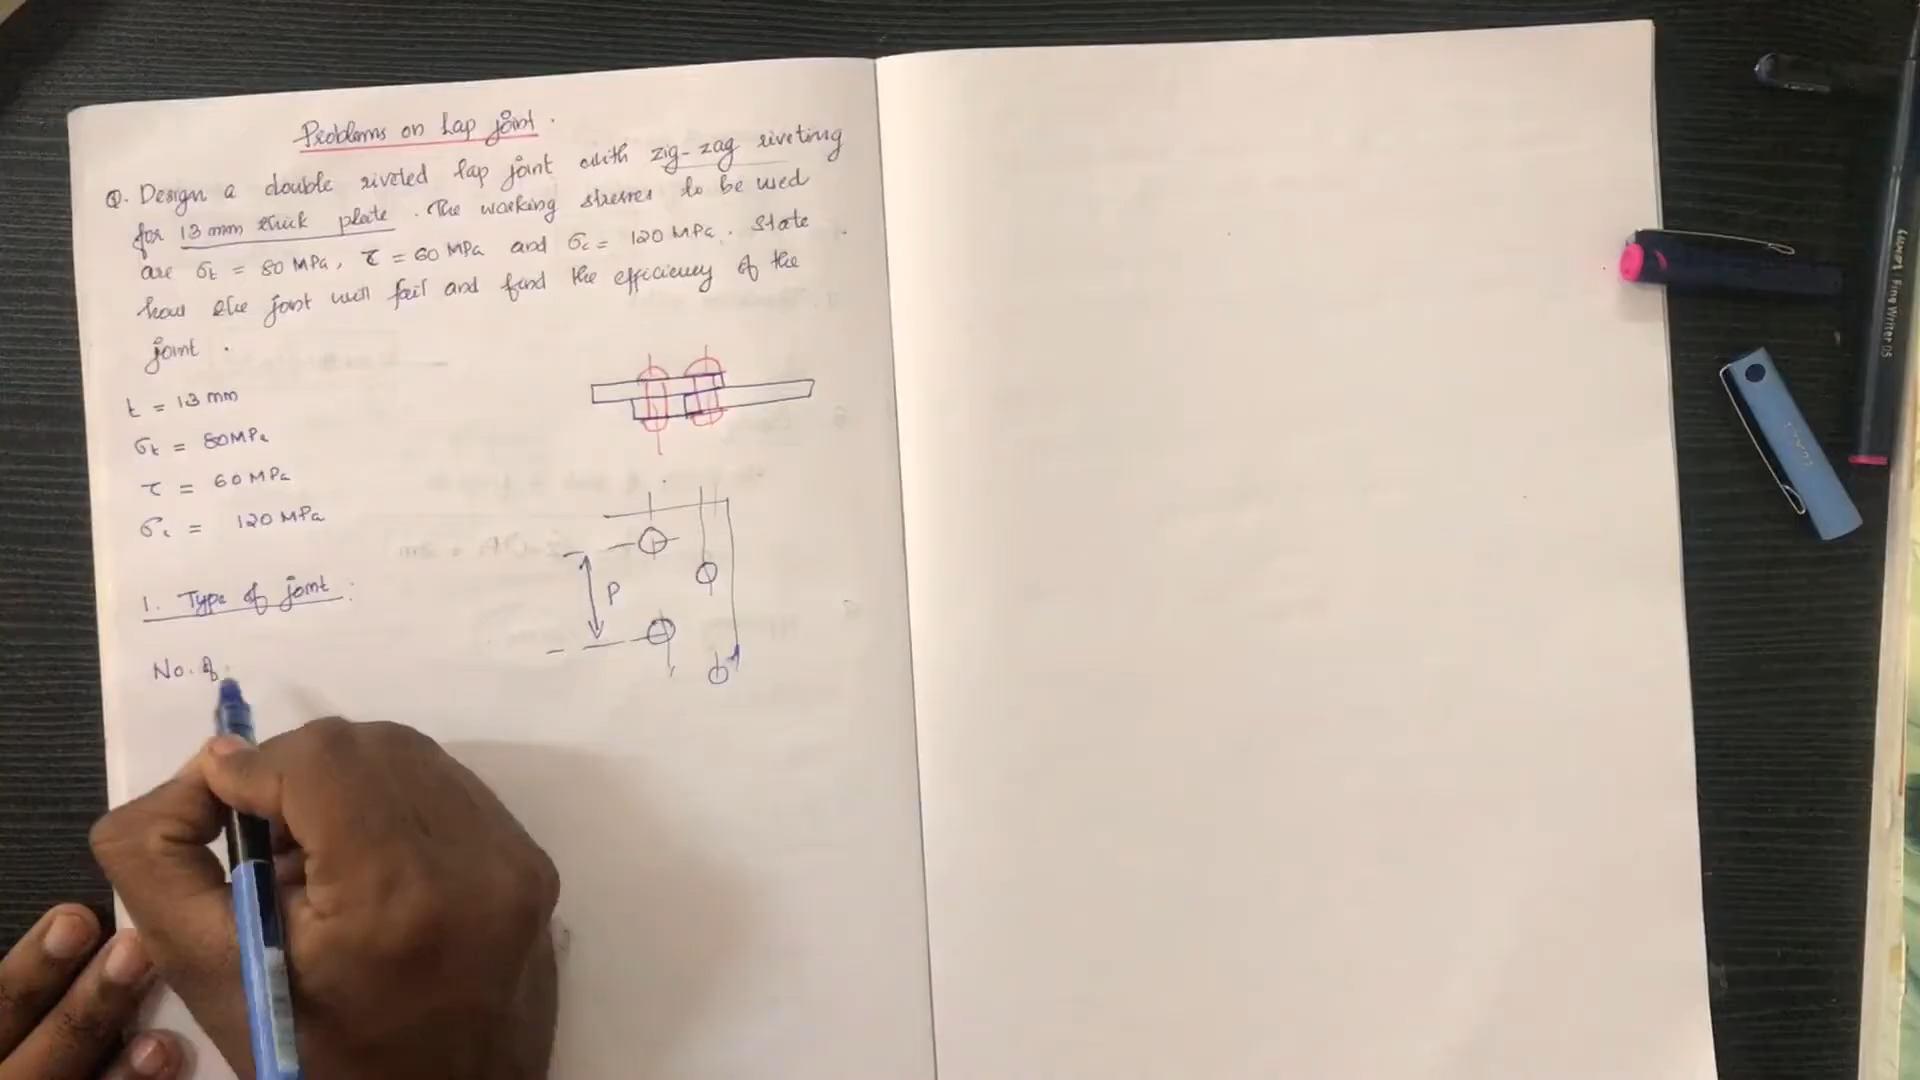 Problems on Lap joint.
Q. Design a double riveted lap joint with zig-zag riveting
for 13 mm thick plate. The working stresses to be used
are σt = 80 MPa, τ = 60 MPa and σc = 120 MPa. State
how the joint will fail and find the efficiency of the
joint.
t = 13 mm
σt = 80MPa
τ = 60 MPa
σc = 120 MPa
1. Type of joint:
P
No. of